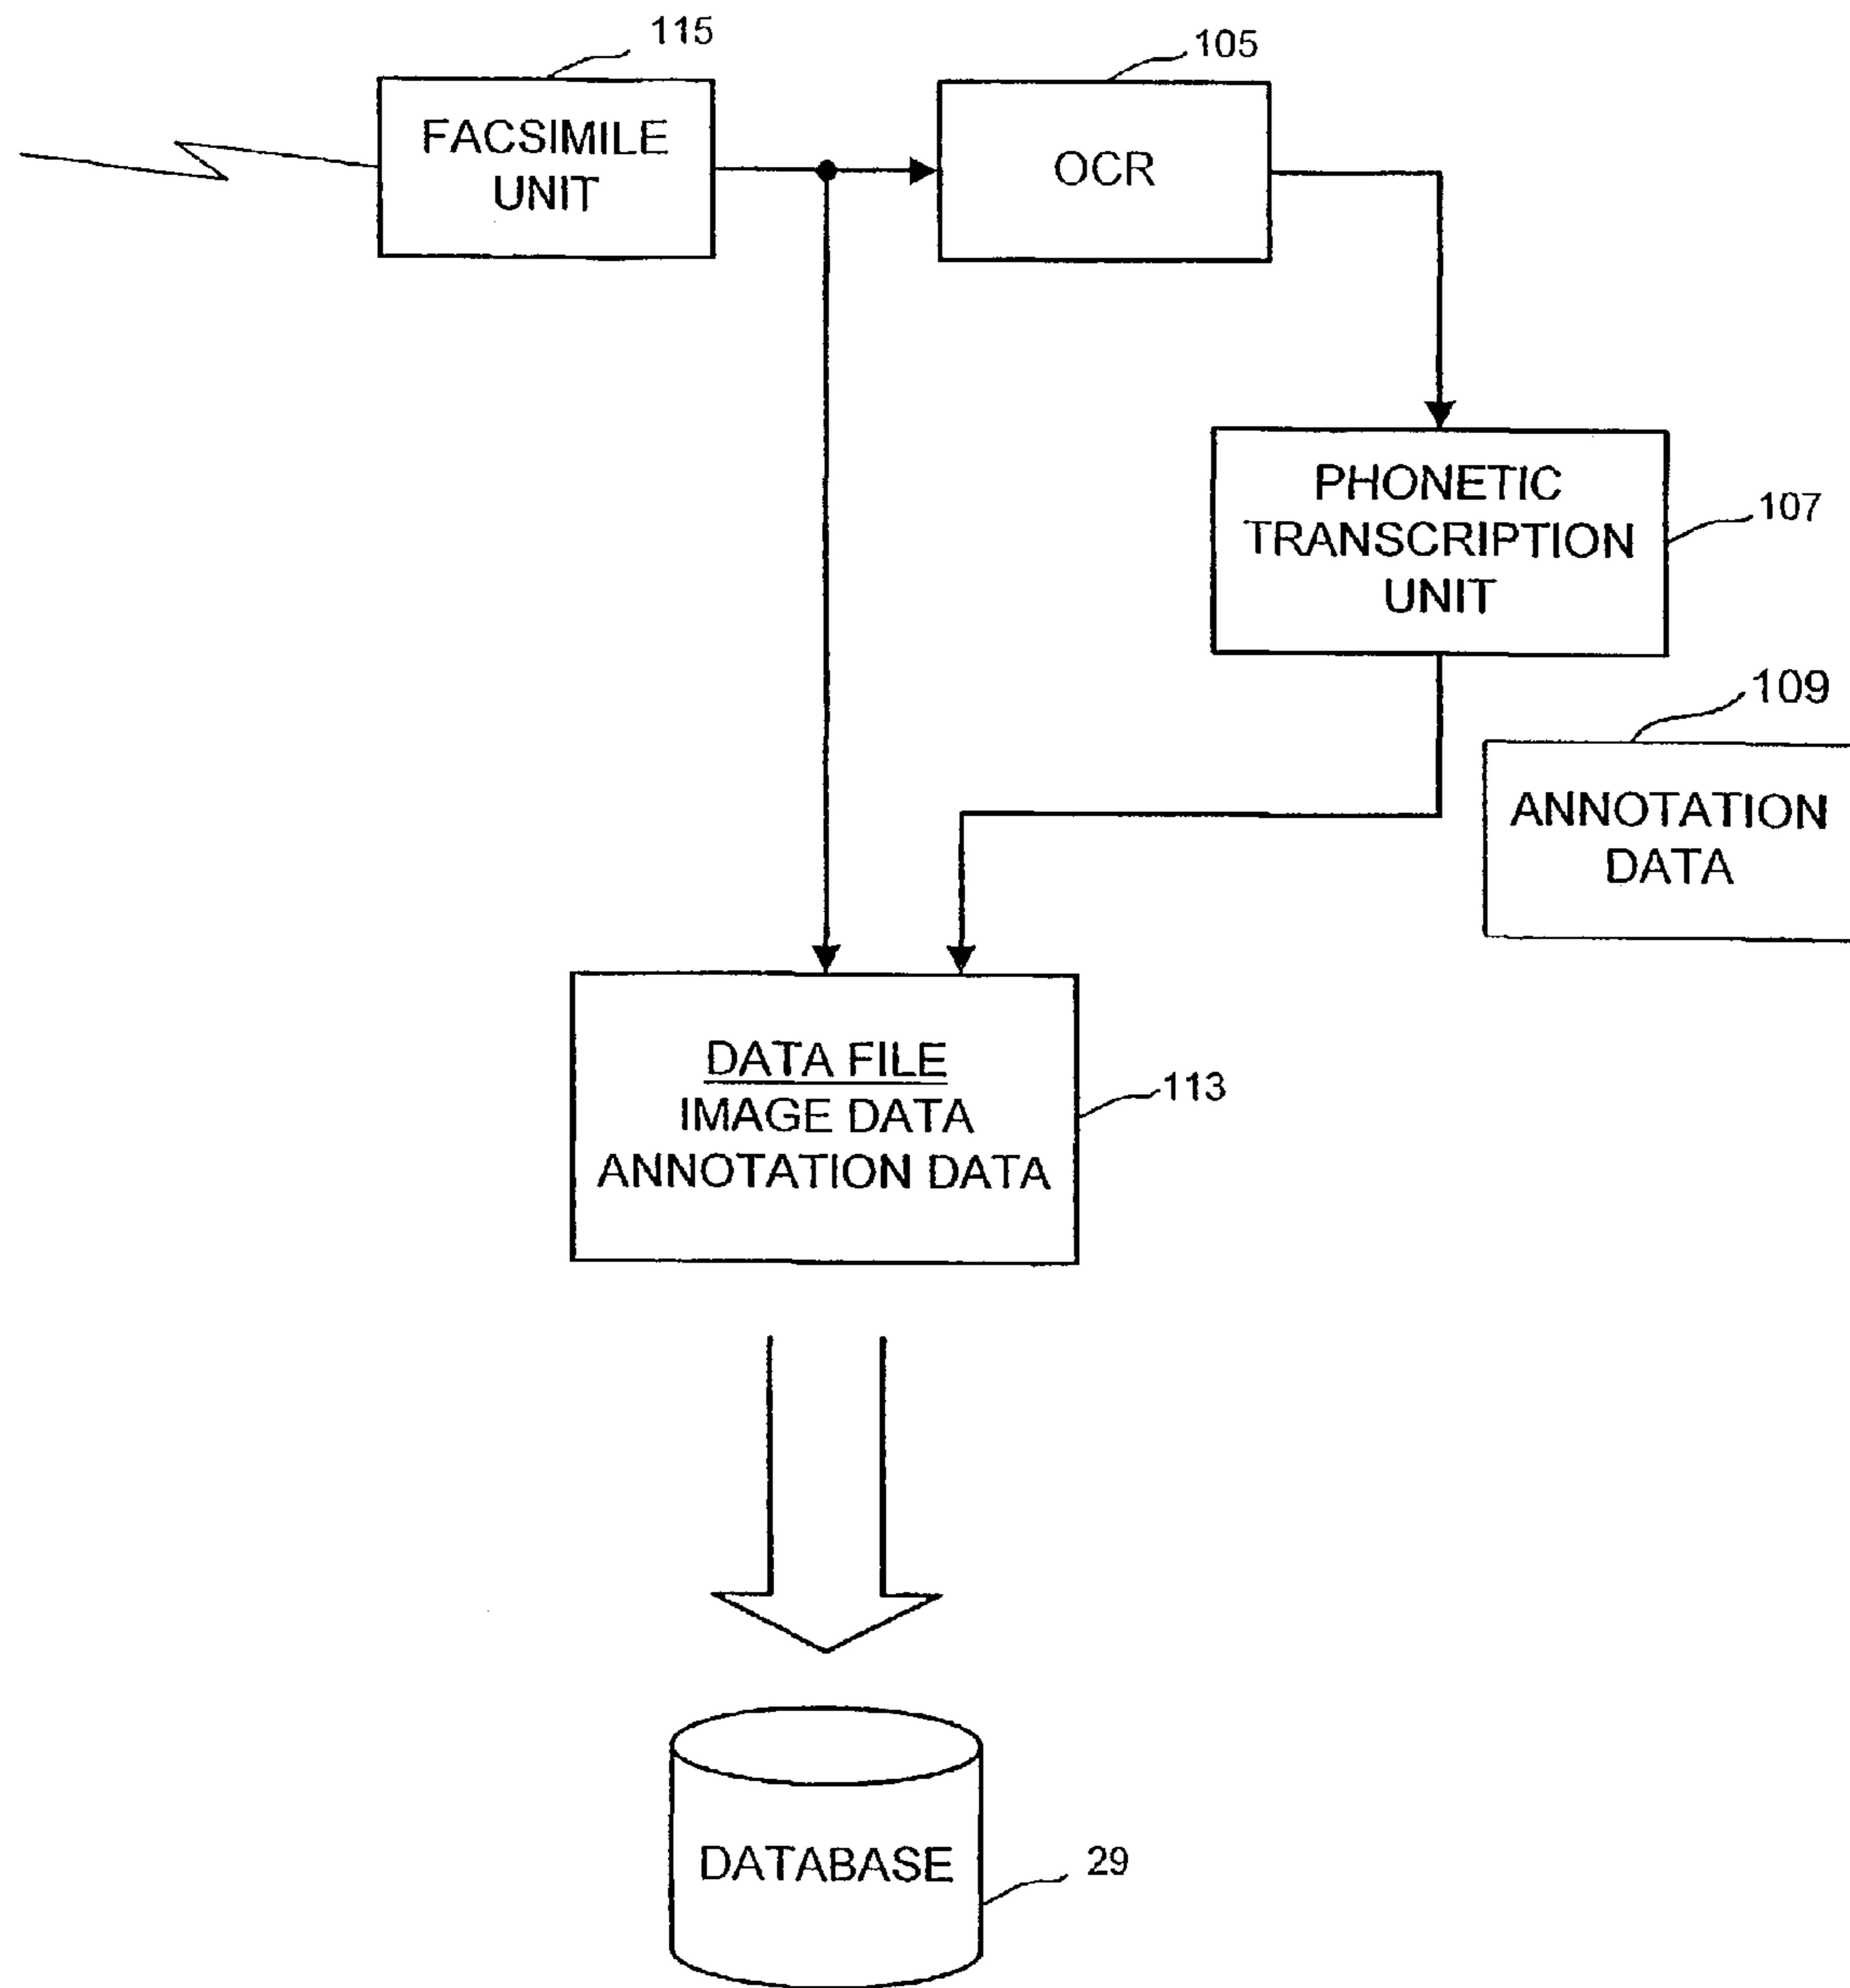 115
105
FACSIMILE
UNIT
OCR
PHONETIC
TRANSCRIPTION
UNIT
107
109
ANNOTATION
DATA
DATA FILE
IMAGE DATA
ANNOTATION DATA
113
DATABASE
29